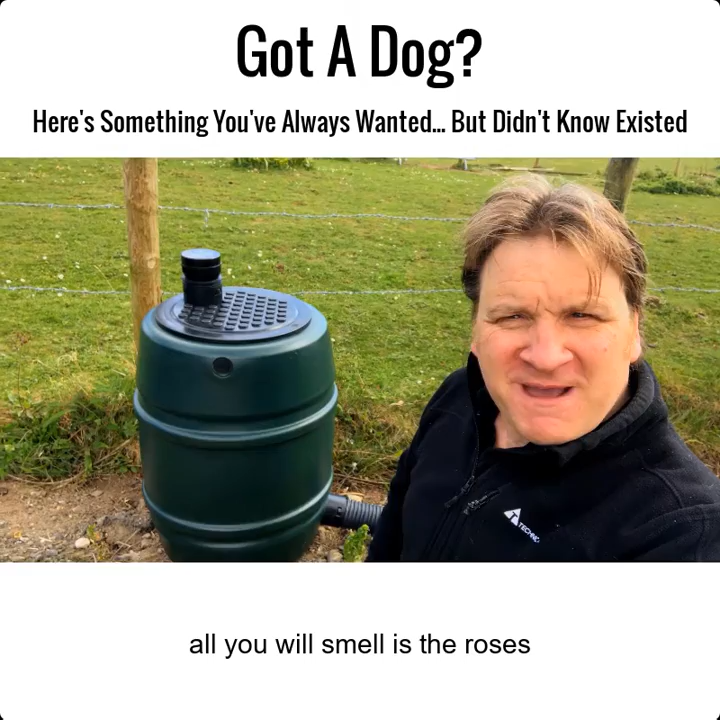 Got A Dog?
Here's Something You've Always Wanted... But Didn't Know Existed
TECHNIC
all you will smell is the roses